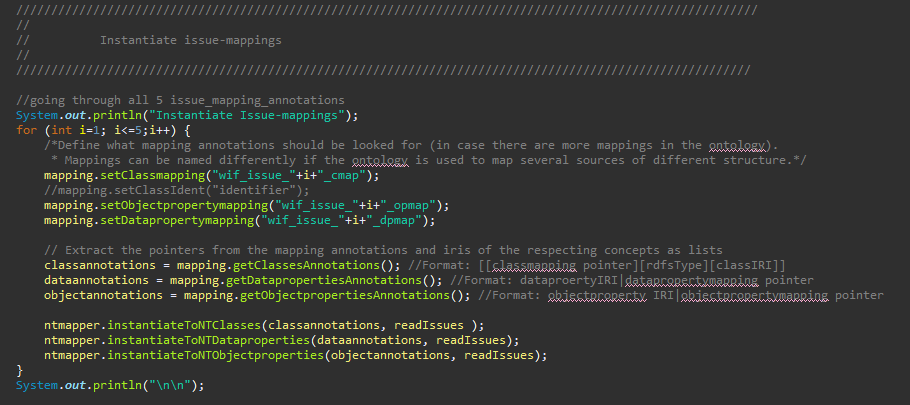 //////////////////////////////////////////////////////////////////////////////////////////////////////////
//
//          Instantiate issue-mappings
//
/////////////////////////////////////////////////////////////////////////////////////////////////////////

//going through all 5 issue_mapping_annotations
System.out.println("Instantiate Issue-mappings");
for (int i=1; i<=5;i++) {
    /*Define what mapping annotations should be looked for (in case there are more mappings in the ontology).
     * Mappings can be named differently if the ontology is used to map several sources of different structure.*/
    mapping.setClassmapping("wif_issue_"+i+"_cmap");
    //mapping.setClassIdent("identifier");
    mapping.setObjectpropertymapping("wif_issue_"+i+"_opmap");
    mapping.setDatapropertymapping("wif_issue_"+i+"_dpmap");

    // Extract the pointers from the mapping annotations and iris of the respecting concepts as lists
    classannotations = mapping.getClassesAnnotations(); //Format: [[classmapping pointer][rdfsType][classIRI]]
    dataannotations = mapping.getDatapropertiesAnnotations(); //Format: dataproertyIRI|datapropertymapping pointer
    objectannotations = mapping.getObjectpropertiesAnnotations(); //Format: objectproperty IRI|objectpropertymapping pointer

    ntmapper.instantiateToNTClasses(classannotations, readIssues );
    ntmapper.instantiateToNTDataproperties(dataannotations, readIssues);
    ntmapper.instantiateToNTObjectproperties(objectannotations, readIssues);
}
System.out.println("\n\n");